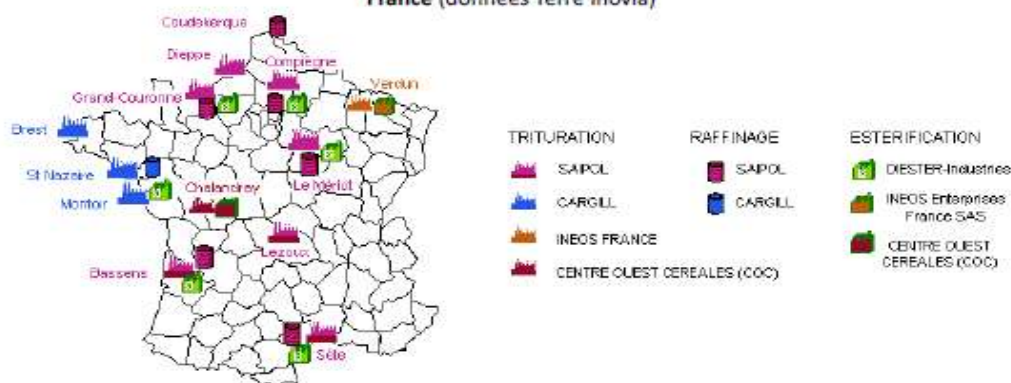 France (données Terre Inovia)
Coudekerque
Dieppe
Compiègne
Verdun
Grand-Couronne
Brest
St Nazaire
Montoir
Chalandray
Le Mériot
Lezoux
Bassens
Sète
TRITURATION
SAIPOL
CARGILL
INEOS FRANCE
CENTRE OUEST CEREALES (COC)
RAFFINAGE
SAIPOL
CARGILL
ESTERIFICATION
DIESTER-Industries
INEOS Enterprises
France SAS
CENTRE OUEST
CEREALES (COC)